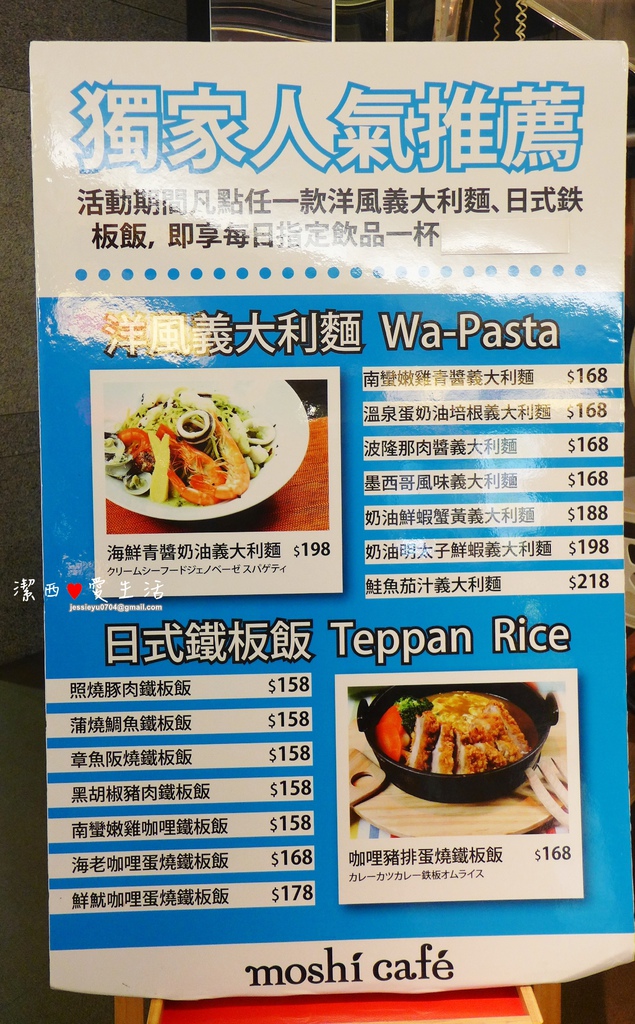 獨家人氣推薦
活動期間凡點任一款洋風義大利麵、日式鉄
板飯，即享每日指定飲品一杯
洋風義大利麵 Wa-Pasta
海鮮青醬奶油義大利麵 $198
クリームシーフードジェノベーゼスパゲティ
南蠻嫩雞青醬義大利麵 $168
溫泉蛋奶油培根義大利麵 $168
波隆那肉醬義大利麵 $168
墨西哥風味義大利麵 $168
奶油鮮蝦蟹黃義大利麵 $188
奶油明太子鮮蝦義大利麵 $198
鮭魚茄汁義大利麵 $218
潔西♥愛生活
jessieyu0704@gmail.com
日式鐵板飯 Teppan Rice
照燒豚肉鐵板飯 $158
蒲燒鯛魚鐵板飯 $158
章魚阪燒鐵板飯 $158
黑胡椒豬肉鐵板飯 $158
南蠻嫩雞咖哩鐵板飯 $158
海老咖哩蛋燒鐵板飯 $168
鮮魷咖哩蛋燒鐵板飯 $178
咖哩豬排蛋燒鐵板飯 $168
カレーカツカレー鉄板オムライス
moshi café